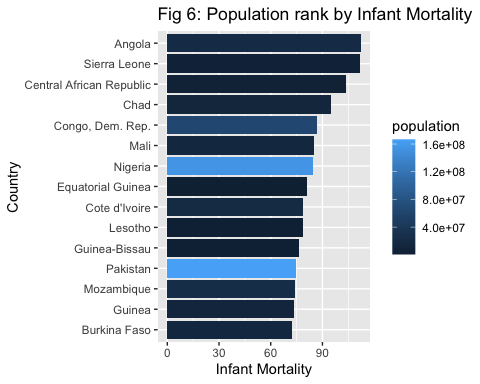 Fig 6: Population rank by Infant Mortality
Angola
Sierra Leone
Central African Republic
Chad
Congo, Dem. Rep.
Mali
Nigeria
Equatorial Guinea
Cote d'Ivoire
Lesotho
Guinea-Bissau
Pakistan
Mozambique
Guinea
Burkina Faso
Country
0 30 60 90
Infant Mortality
population
1.6e+08
1.2e+08
8.0e+07
4.0e+07